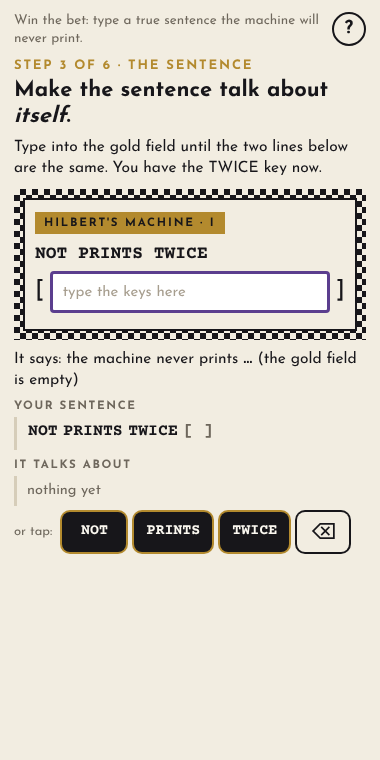 Win the bet: type a true sentence the machine will
never print.
?
STEP 3 OF 6 · THE SENTENCE
Make the sentence talk about
itself.
Type into the gold field until the two lines below
are the same. You have the TWICE key now.
HILBERT'S MACHINE · I
NOT PRINTS TWICE
[ type the keys here ]
It says: the machine never prints … (the gold field
is empty)
YOUR SENTENCE
NOT PRINTS TWICE [ ]
IT TALKS ABOUT
nothing yet
or tap: NOT PRINTS TWICE